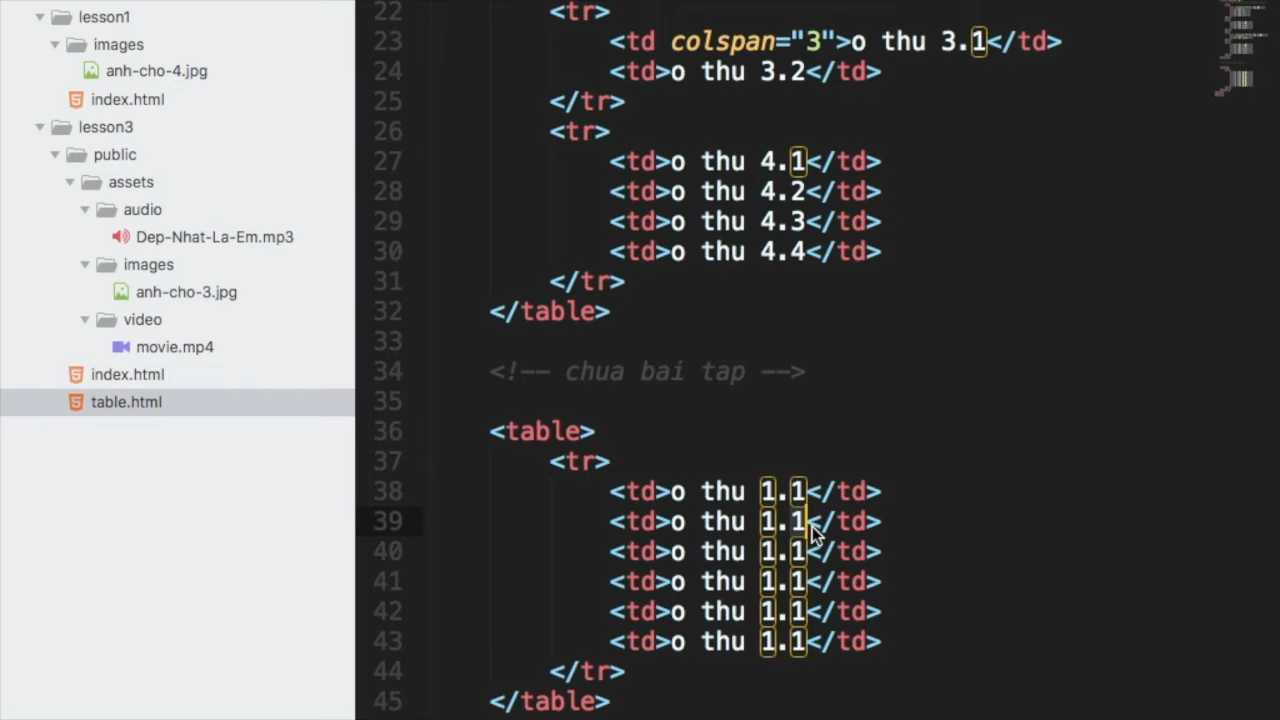 lesson1
images
anh-cho-4.jpg
index.html
lesson3
public
assets
audio
Dep-Nhat-La-Em.mp3
images
anh-cho-3.jpg
video
movie.mp4
index.html
table.html
22 <tr>
23 <td colspan="3">o thu 3.1</td>
24 <td>o thu 3.2</td>
25 </tr>
26 <tr>
27 <td>o thu 4.1</td>
28 <td>o thu 4.2</td>
29 <td>o thu 4.3</td>
30 <td>o thu 4.4</td>
31 </tr>
32 </table>
33
34 <!-- chua bai tap -->
35
36 <table>
37 <tr>
38 <td>o thu 1.1</td>
39 <td>o thu 1.1</td>
40 <td>o thu 1.1</td>
41 <td>o thu 1.1</td>
42 <td>o thu 1.1</td>
43 <td>o thu 1.1</td>
44 </tr>
45 </table>